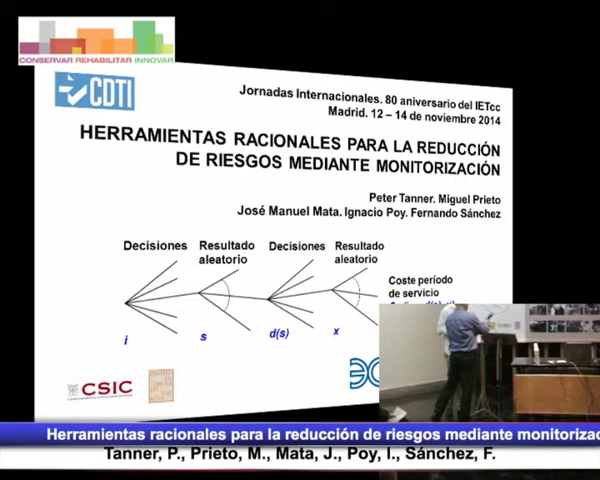 CONSERVAR REHABILITAR INNOVAR
CDTI
Jornadas Internacionales. 80 aniversario del IETcc
Madrid. 12 – 14 de noviembre 2014
HERRAMIENTAS RACIONALES PARA LA REDUCCIÓN
DE RIESGOS MEDIANTE MONITORIZACIÓN
Peter Tanner. Miguel Prieto
José Manuel Mata. Ignacio Poy. Fernando Sánchez
Decisiones Resultado aleatorio Decisiones Resultado aleatorio
Coste período
de servicio
i s d(s) x
CSIC
Herramientas racionales para la reducción de riesgos mediante monitorizac
Tanner, P., Prieto, M., Mata, J., Poy, I., Sánchez, F.